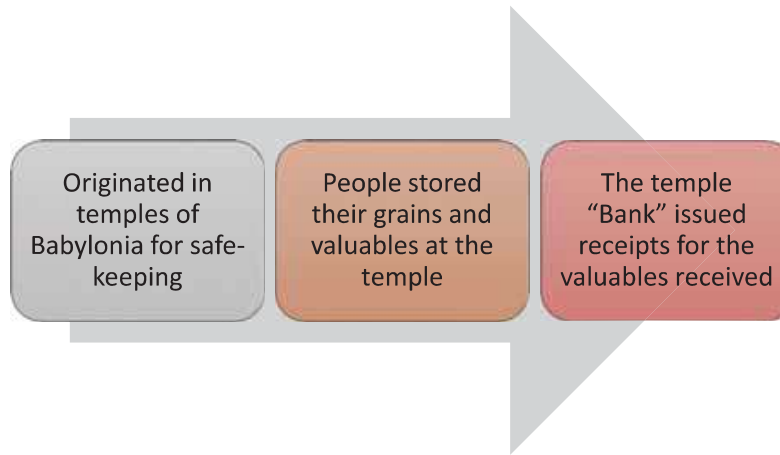 Originated in
temples of
Babylonia for safe-
keeping
People stored
their grains and
valuables at the
temple
The temple
“Bank” issued
receipts for the
valuables received